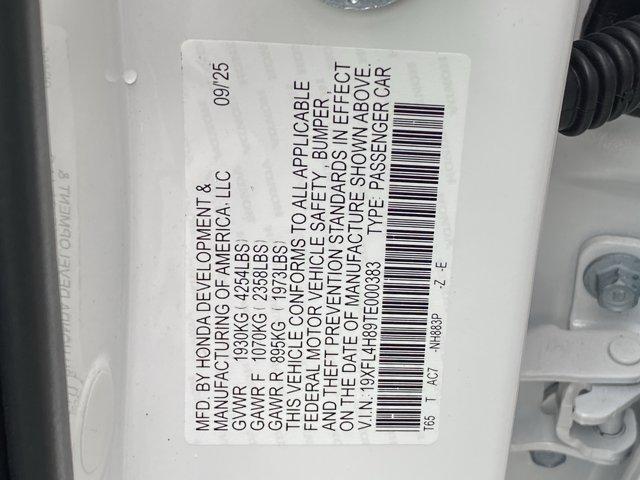 MFD. BY HONDA DEVELOPMENT & 09/'25
MANUFACTURING OF AMERICA, LLC
GVWR 1930KG ( 4254LBS)
GAWR F 1070KG ( 2358LBS)
GAWR R 895KG ( 1973LBS)
THIS VEHICLE CONFORMS TO ALL APPLICABLE
FEDERAL MOTOR VEHICLE SAFETY, BUMPER ,
AND THEFT PREVENTION STANDARDS IN EFFECT
ON THE DATE OF MANUFACTURE SHOWN ABOVE.
V.I.N.: 19XFL4H89TE000383 TYPE: PASSENGER CAR
T65 T AC7 -NH883P -Z -E